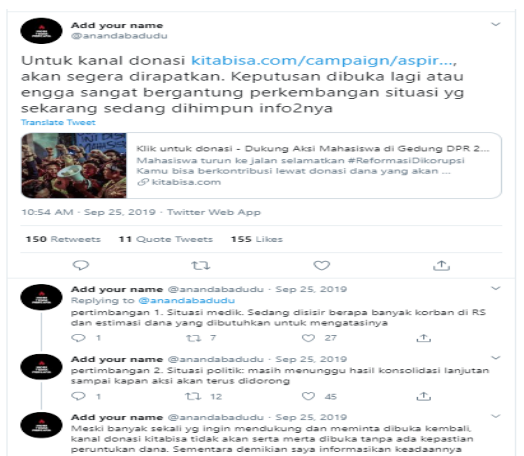 Add your name
@anandabadudu
Untuk kanal donasi kitabisa.com/campaign/aspir...,
akan segera dirapatkan. Keputusan dibuka lagi atau
engga sangat bergantung perkembangan situasi yg
sekarang sedang dihimpun info2nya
Translate Tweet
Klik untuk donasi - Dukung Aksi Mahasiswa di Gedung DPR 2...
Mahasiswa turun ke jalan selamatkan #ReformasiDikorupsi
Kamu bisa berkontribusi lewat donasi dana yang akan ...
kitabisa.com
10:54 AM · Sep 25, 2019 · Twitter Web App
150 Retweets 11 Quote Tweets 155 Likes
Add your name @anandabadudu · Sep 25, 2019
Replying to @anandabadudu
pertimbangan 1. Situasi medik. Sedang disisir berapa banyak korban di RS
dan estimasi dana yang dibutuhkan untuk mengatasinya
1 7 27
Add your name @anandabadudu · Sep 25, 2019
pertimbangan 2. Situasi politik: masih menunggu hasil konsolidasi lanjutan
sampai kapan aksi akan terus didorong
1 12 45
Add your name @anandabadudu · Sep 25, 2019
Meski banyak sekali yg ingin mendukung dan meminta dibuka kembali,
kanal donasi kitabisa tidak akan serta merta dibuka tanpa ada kepastian
peruntukan dana. Sementara demikian saya informasikan keadaannya